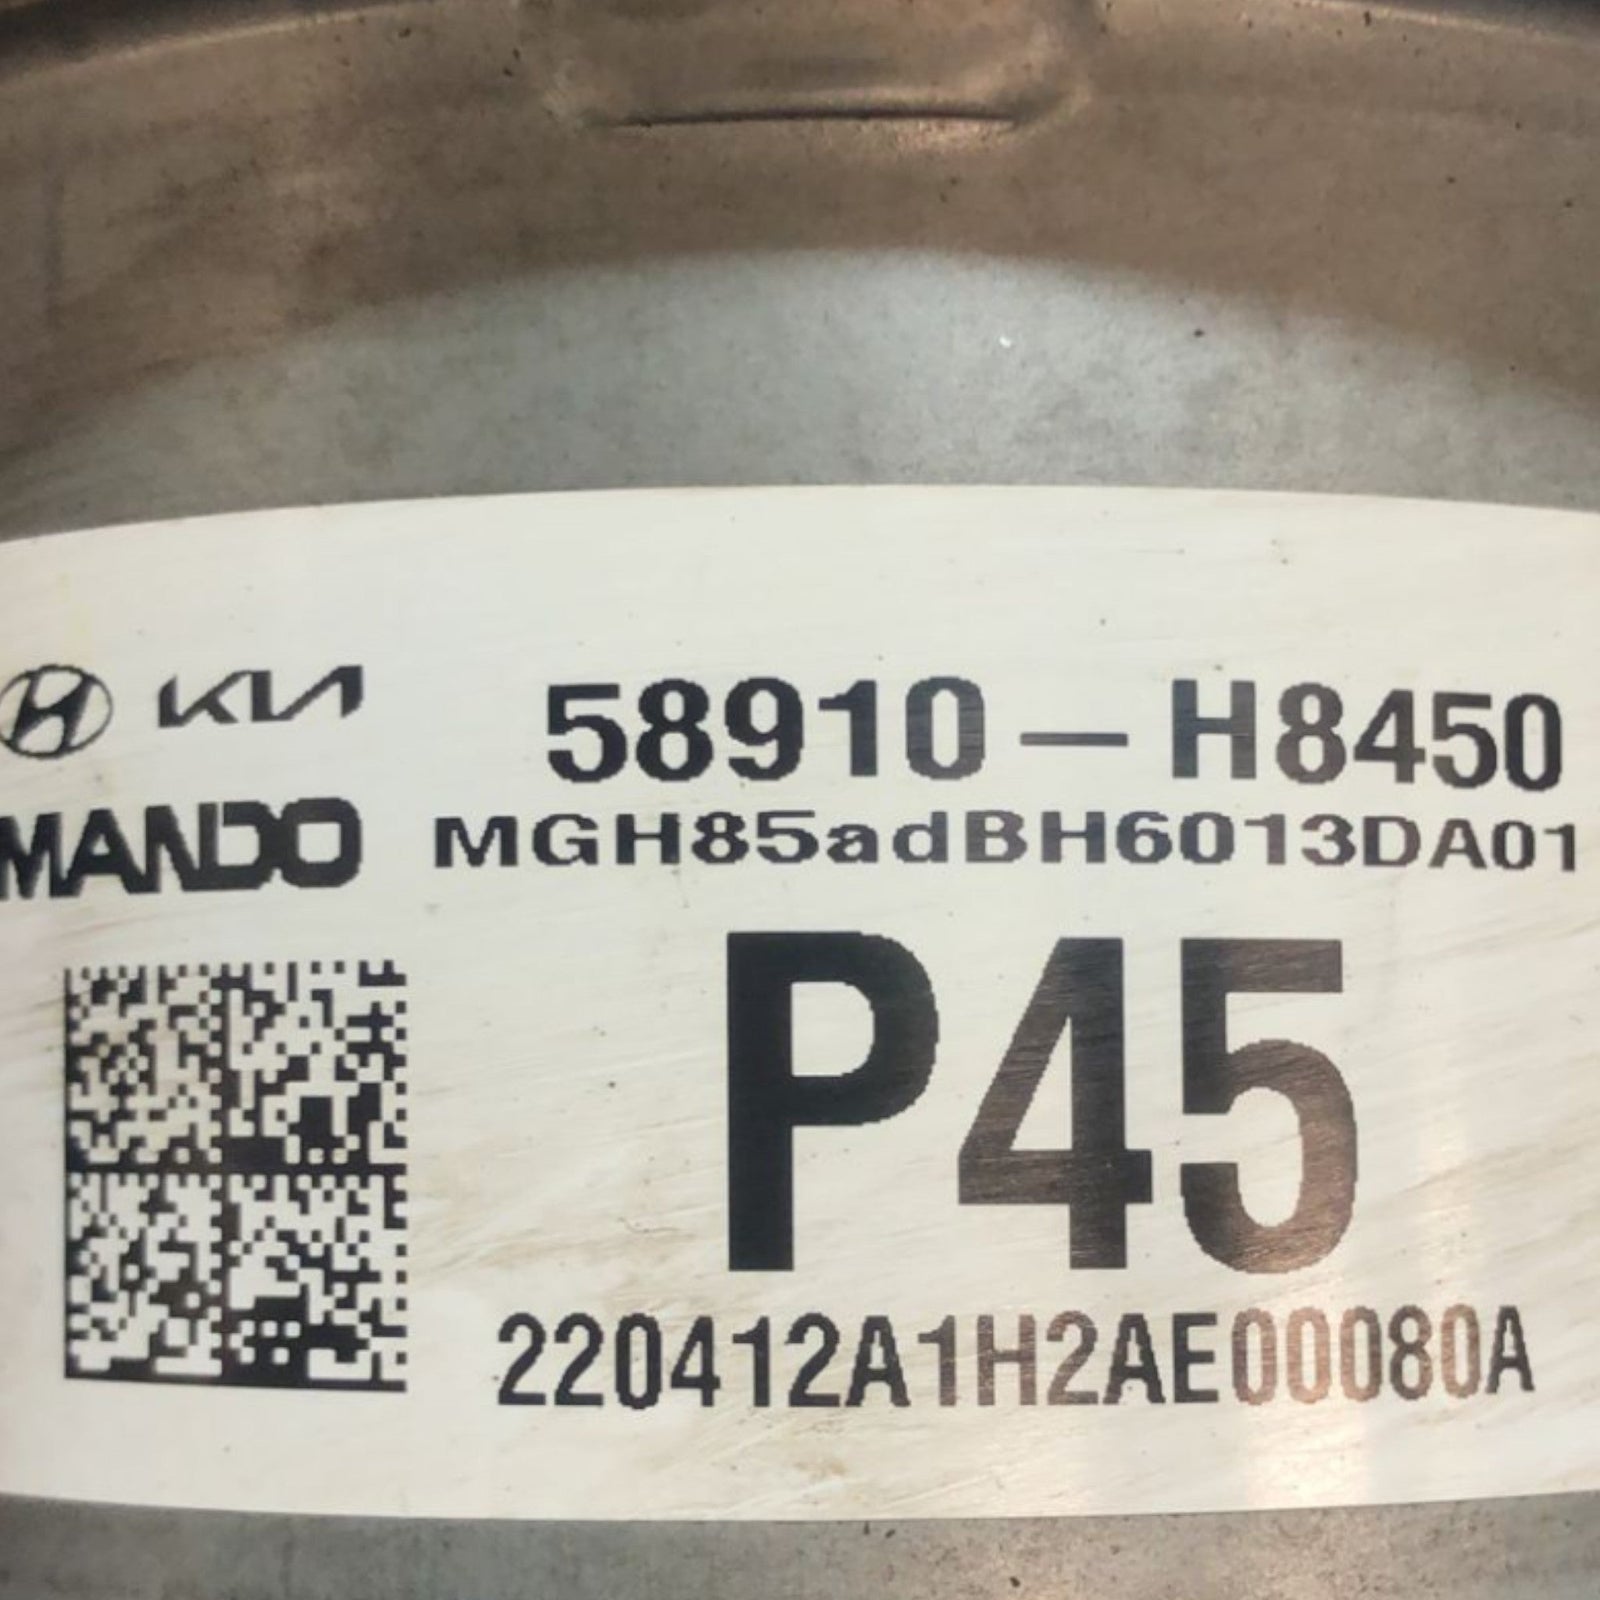 KIA 58910-H8450
MANDO MGH85adBH6013DA01
P45
220412A1H2AE00080A